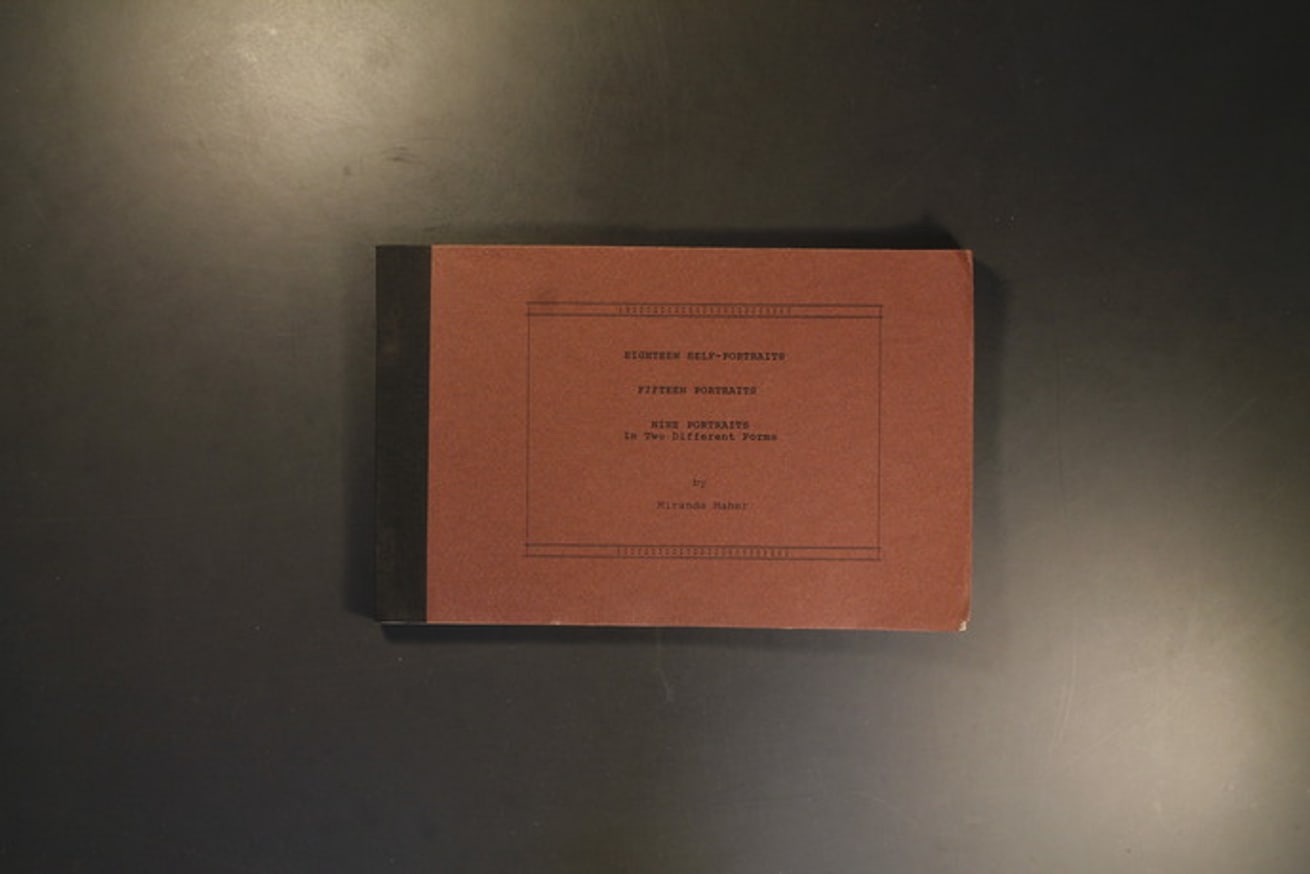 EIGHTEEN SELF-PORTRAITS
FIFTEEN PORTRAITS
NINE PORTRAITS
In Two Different Forms
by
Miranda Maher